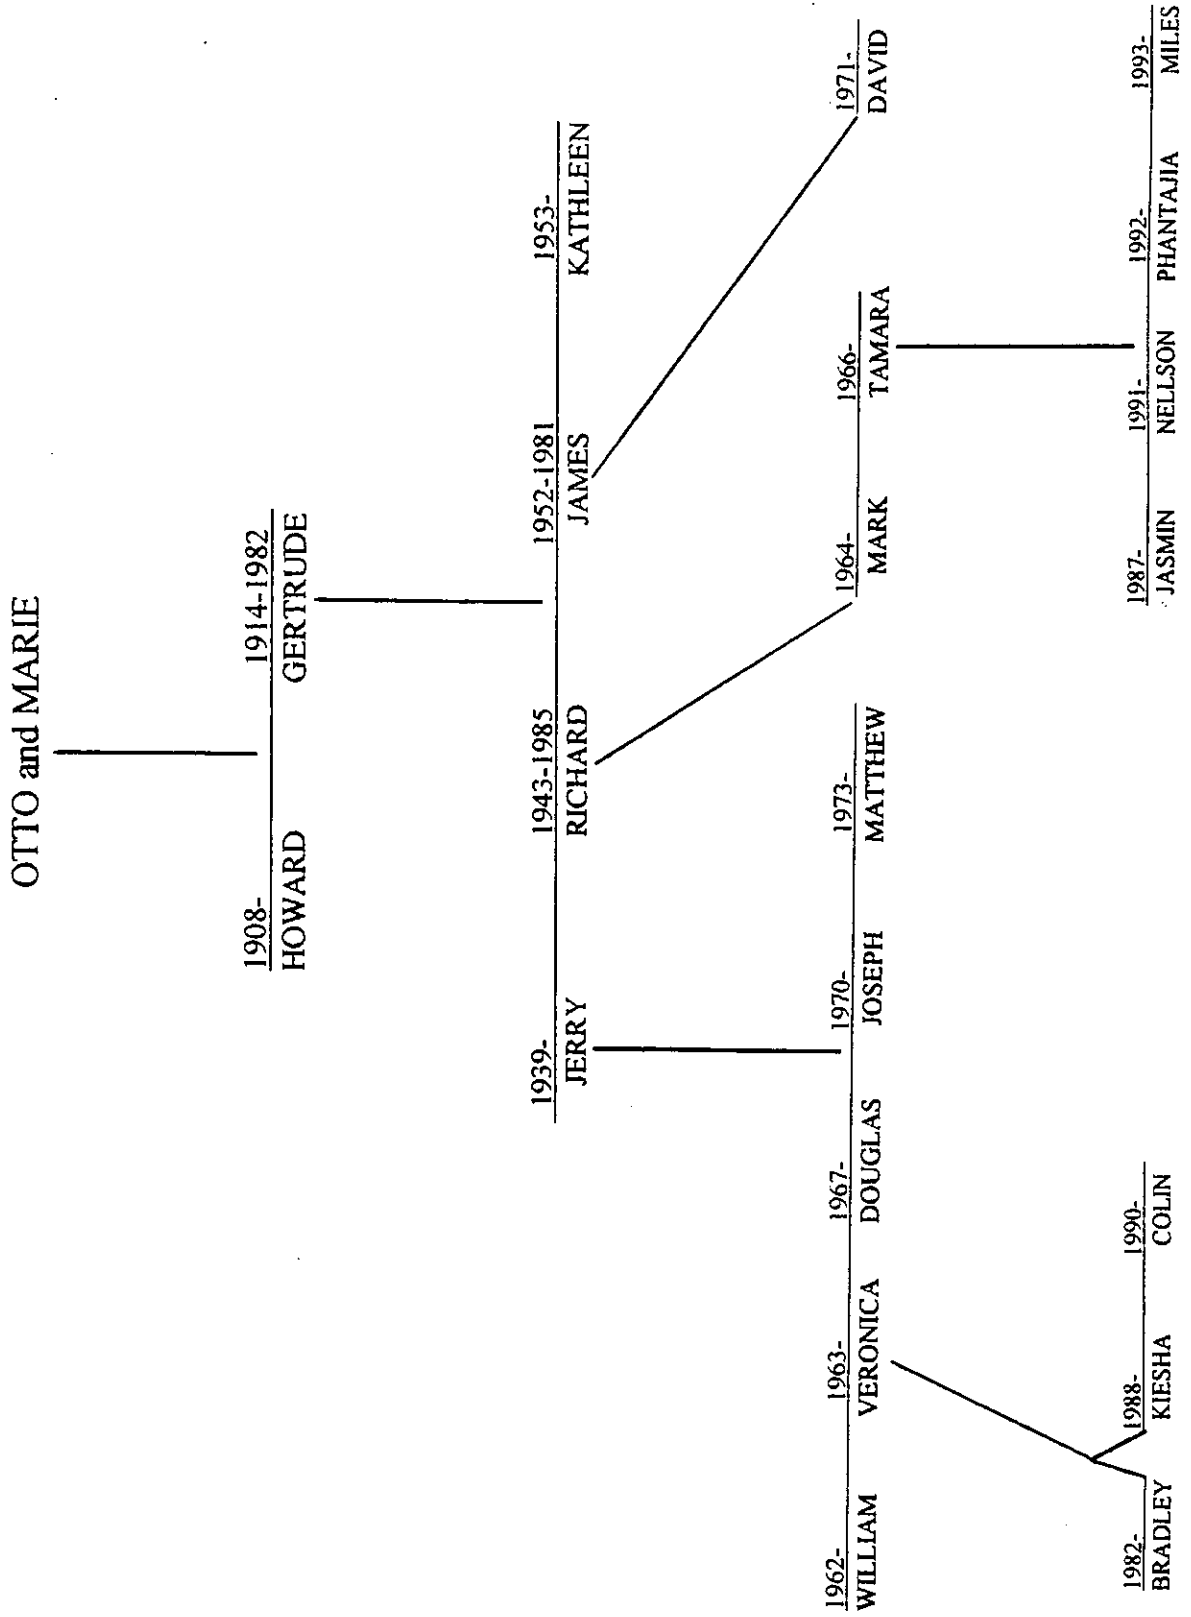 OTTO and MARIE
1908- 1914-1982
HOWARD GERTRUDE
1939- 1943-1985 1952-1981 1953-
JERRY RICHARD JAMES KATHLEEN
1962- 1963- 1967- 1970- 1973- 1964- 1966- 1971-
WILLIAM VERONICA DOUGLAS JOSEPH MATTHEW MARK TAMARA DAVID
1982- 1988- 1990- 1987- 1991- 1992- 1993-
BRADLEY KIESHA COLIN JASMIN NELLSON PHANTAJIA MILES